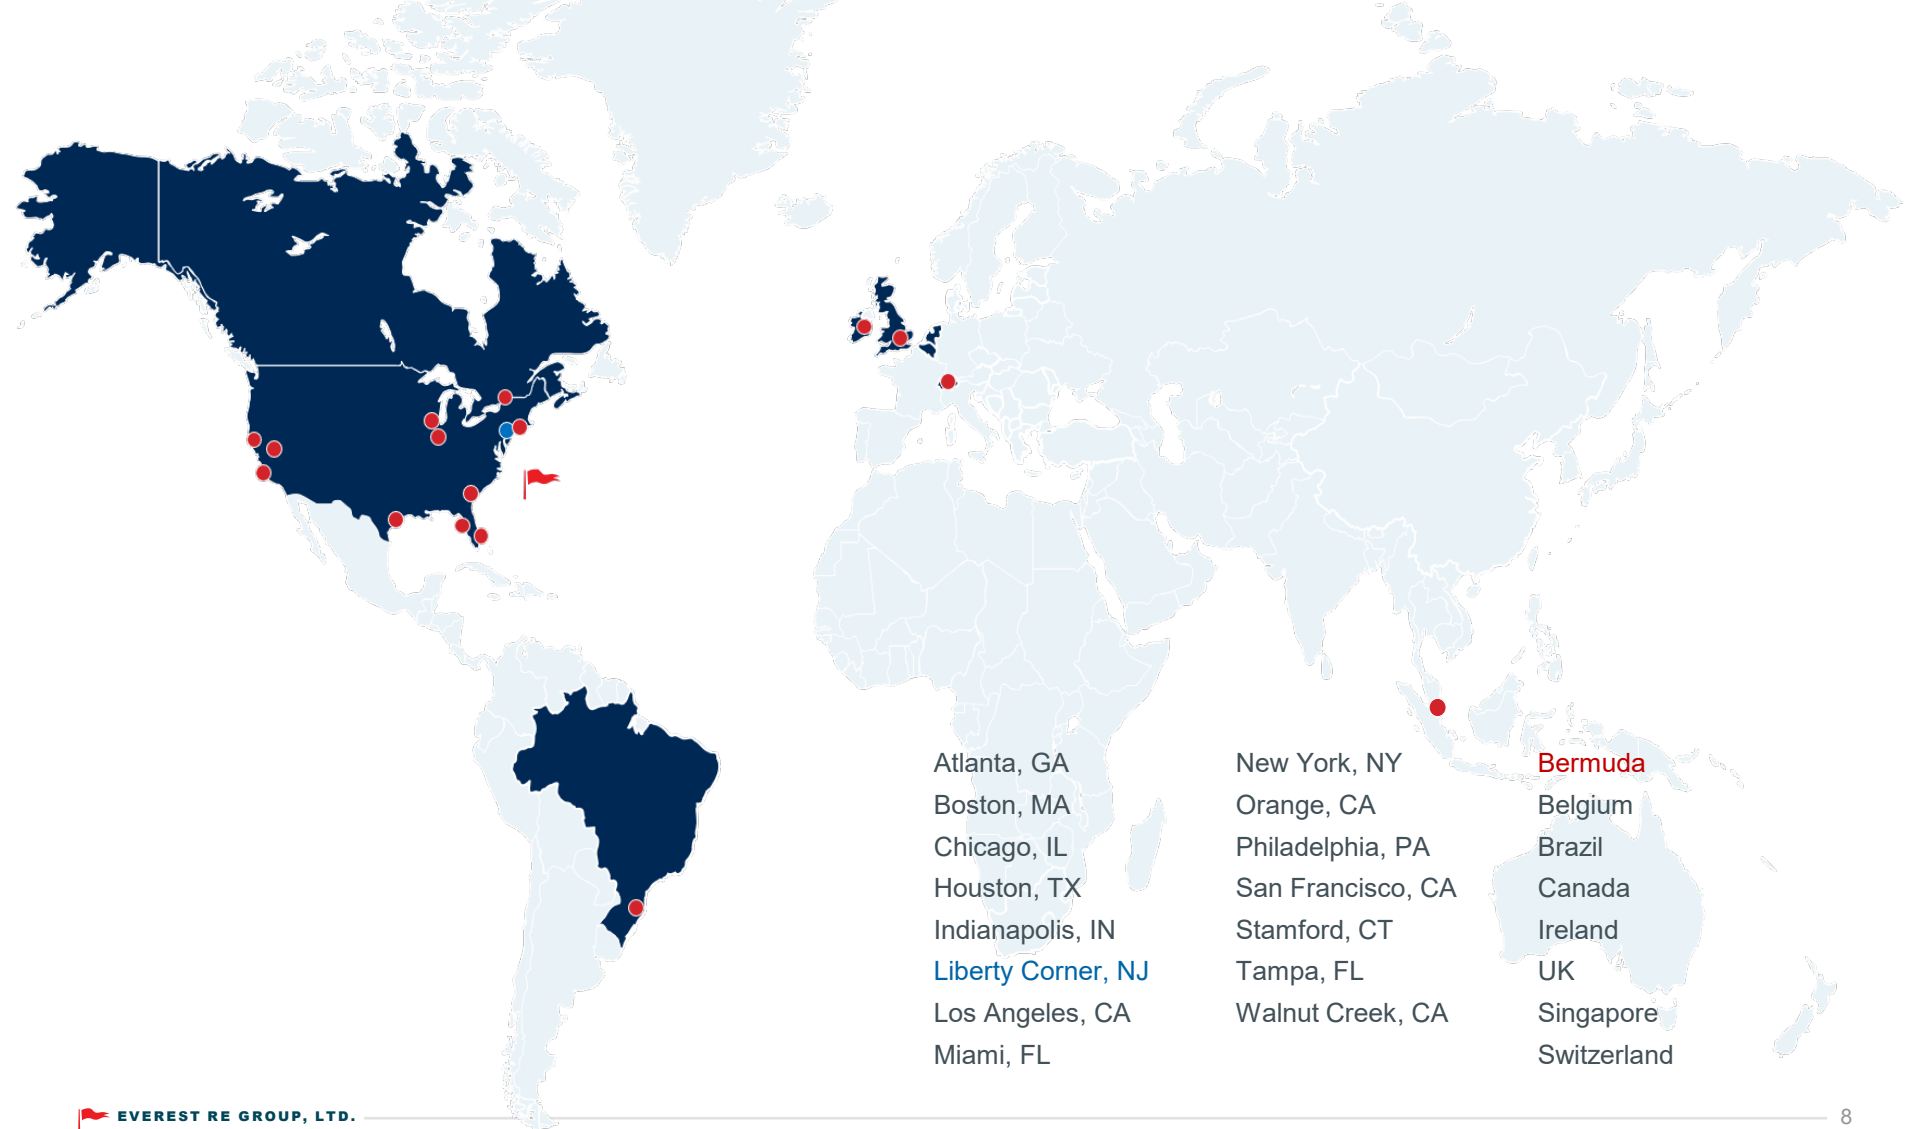 Atlanta, GA
Boston, MA
Chicago, IL
Houston, TX
Indianapolis, IN
Liberty Corner, NJ
Los Angeles, CA
Miami, FL
New York, NY
Orange, CA
Philadelphia, PA
San Francisco, CA
Stamford, CT
Tampa, FL
Walnut Creek, CA
Bermuda
Belgium
Brazil
Canada
Ireland
UK
Singapore
Switzerland
EVEREST RE GROUP, LTD.
8